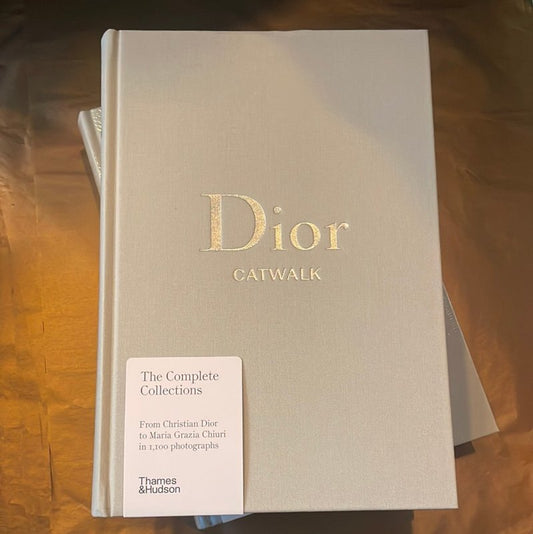 Dior
CATWALK
The Complete
Collections
From Christian Dior
to Maria Grazia Chiuri
in 1,100 photographs
Thames
&Hudson